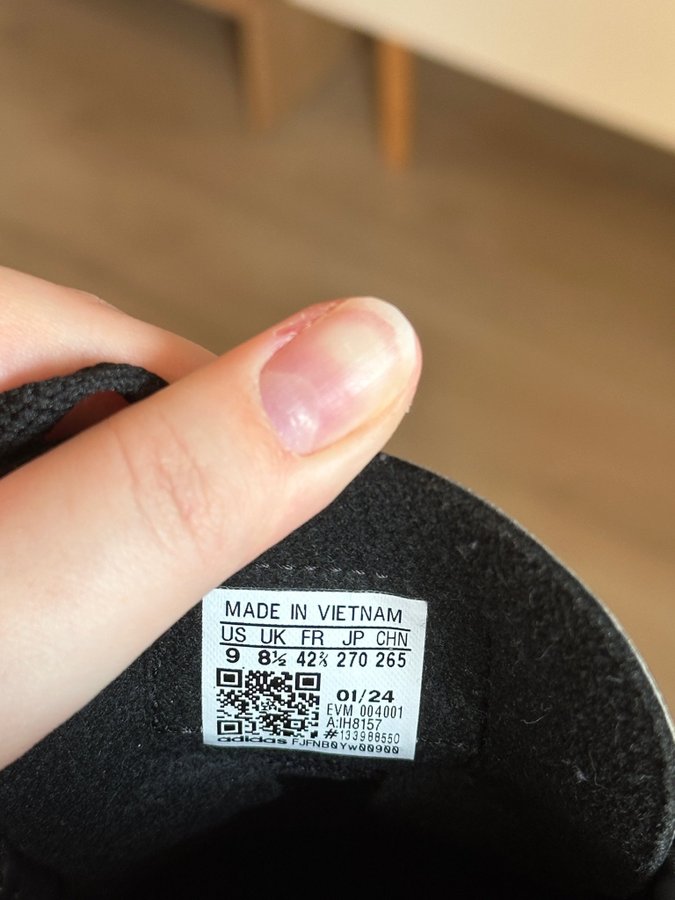 MADE IN VIETNAM
US UK FR JP CHN
9 8½ 42⅔ 270 265
01/24
EVM 004001
A:IH8157
#133988550
adidas FJFNB0Yw00900